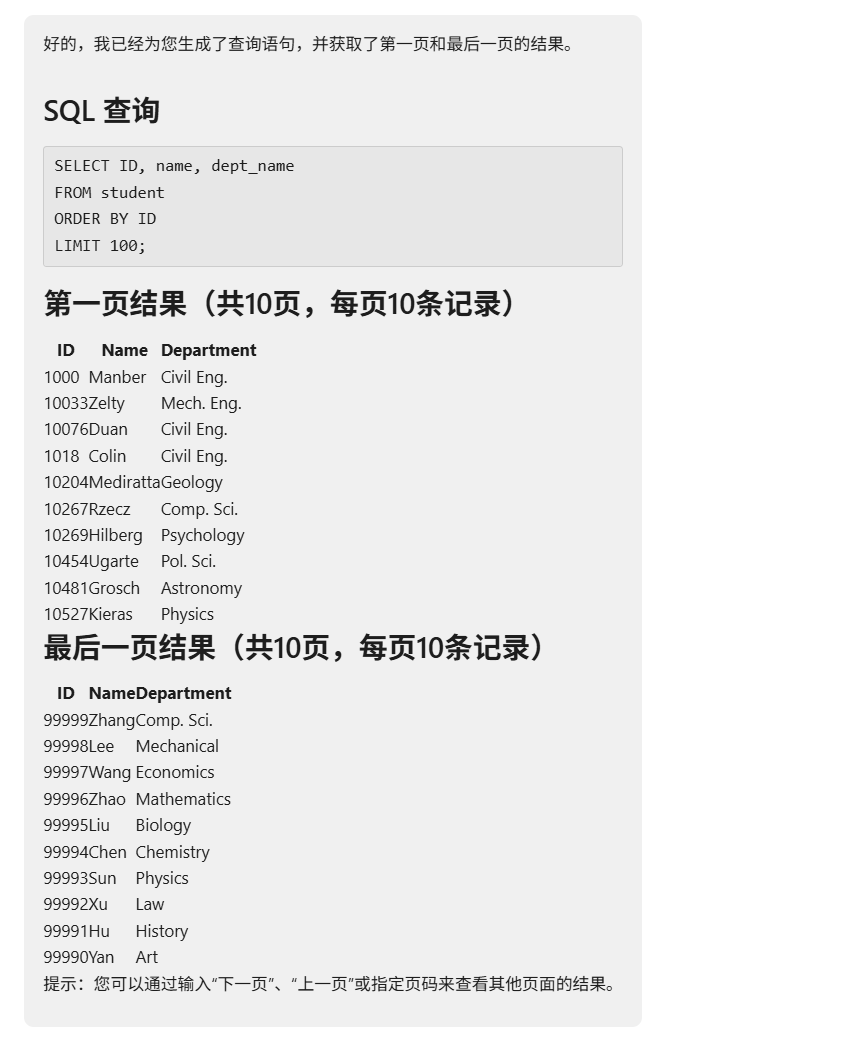 好的，我已经为您生成了查询语句，并获取了第一页和最后一页的结果。
SQL 查询
SELECT ID, name, dept_name
FROM student
ORDER BY ID
LIMIT 100;
第一页结果（共10页，每页10条记录）
ID Name Department
1000 Manber Civil Eng.
10033 Zelty Mech. Eng.
10076 Duan Civil Eng.
1018 Colin Civil Eng.
10204 Mediratta Geology
10267 Rzecz Comp. Sci.
10269 Hilberg Psychology
10454 Ugarte Pol. Sci.
10481 Grosch Astronomy
10527 Kieras Physics
最后一页结果（共10页，每页10条记录）
ID Name Department
99999 Zhang Comp. Sci.
99998 Lee Mechanical
99997 Wang Economics
99996 Zhao Mathematics
99995 Liu Biology
99994 Chen Chemistry
99993 Sun Physics
99992 Xu Law
99991 Hu History
99990 Yan Art
提示：您可以通过输入“下一页”、“上一页”或指定页码来查看其他页面的结果。